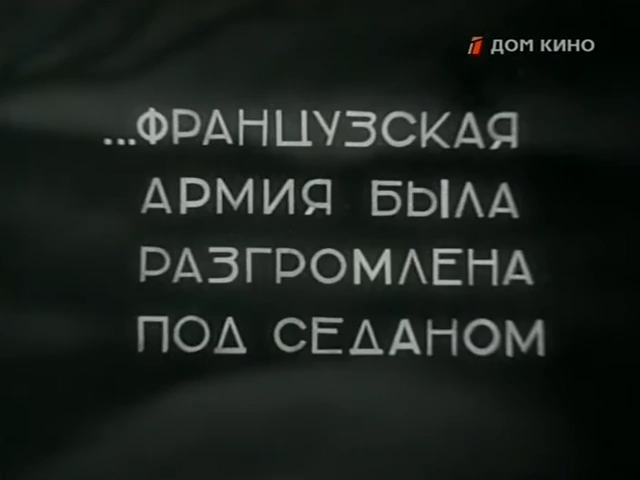 ДОМ КИНО
...ФРАНЦУЗСКАЯ
АРМИЯ БЫЛА
РАЗГРОМЛЕНА
ПОД СЕДАНОМ